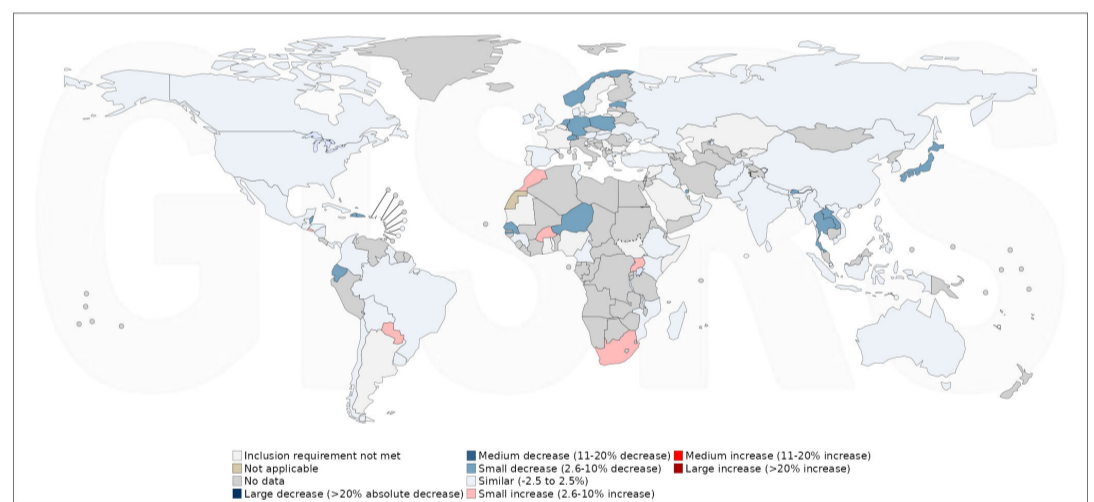 GISRS
Inclusion requirement not met
Not applicable
No data
Large decrease (>20% absolute decrease)
Medium decrease (11-20% decrease)
Small decrease (2.6-10% decrease)
Similar (-2.5 to 2.5%)
Small increase (2.6-10% increase)
Medium increase (11-20% increase)
Large increase (>20% increase)